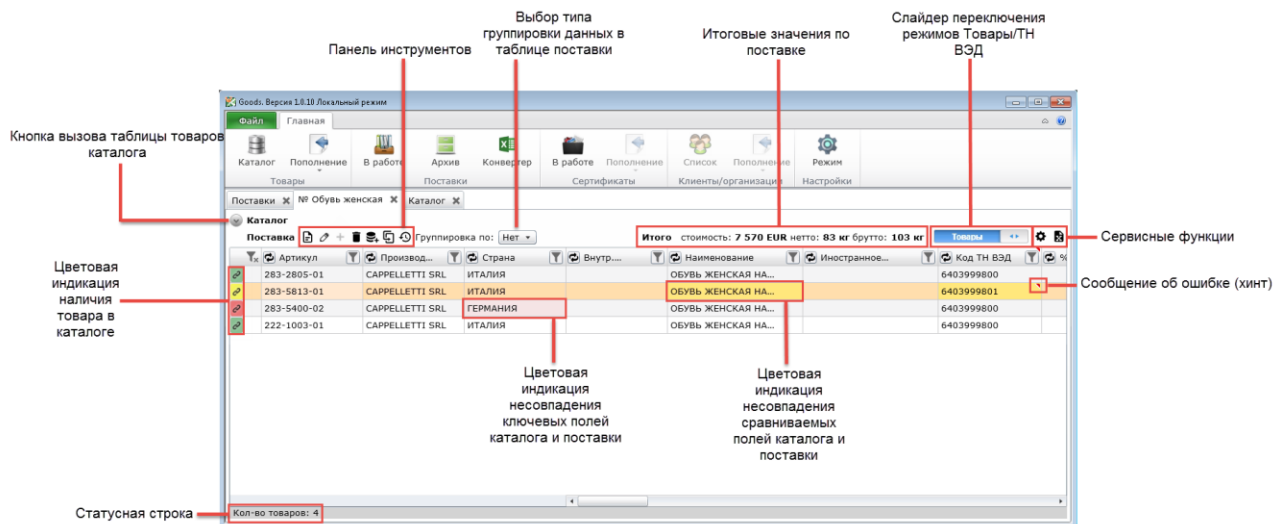 Выбор типа
группировки данных в
таблице поставки
Слайдер переключения
режимов Товары/ТН
ВЭД
Панель инструментов
Итоговые значения по
поставке
Goods. Версия 1.8.10 Локальный режим
Файл Главная
Кнопка вызова таблицы товаров
каталога
Каталог Пополнение В работе Архив Конвертер В работе Пополнение Список Пополнение Режим
Товары Поставки Сертификаты Клиенты/организации Настройки
Поставки № Обувь женская Каталог
Каталог
Поставка Группировка по: Нет Итого стоимость: 7 570 EUR нетто: 83 кг брутто: 103 кг Товары
Сервисные функции
Артикул Производ... Страна Внутр.... Наименование Иностранное... Код ТН ВЭД %
283-2805-01 CAPPELLETTI SRL ИТАЛИЯ ОБУВЬ ЖЕНСКАЯ НА... 6403999800
283-5813-01 CAPPELLETTI SRL ИТАЛИЯ ОБУВЬ ЖЕНСКАЯ НА... 6403999801
283-5400-02 CAPPELLETTI SRL ГЕРМАНИЯ ОБУВЬ ЖЕНСКАЯ НА... 6403999800
222-1003-01 CAPPELLETTI SRL ИТАЛИЯ ОБУВЬ ЖЕНСКАЯ НА... 6403999800
Сообщение об ошибке (хинт)
Цветовая
индикация
наличия
товара в
каталоге
Цветовая
индикация
несовпадения
ключевых полей
каталога и поставки
Цветовая
индикация
несовпадения
сравниваемых
полей каталога и
поставки
Статусная строка
Кол-во товаров: 4